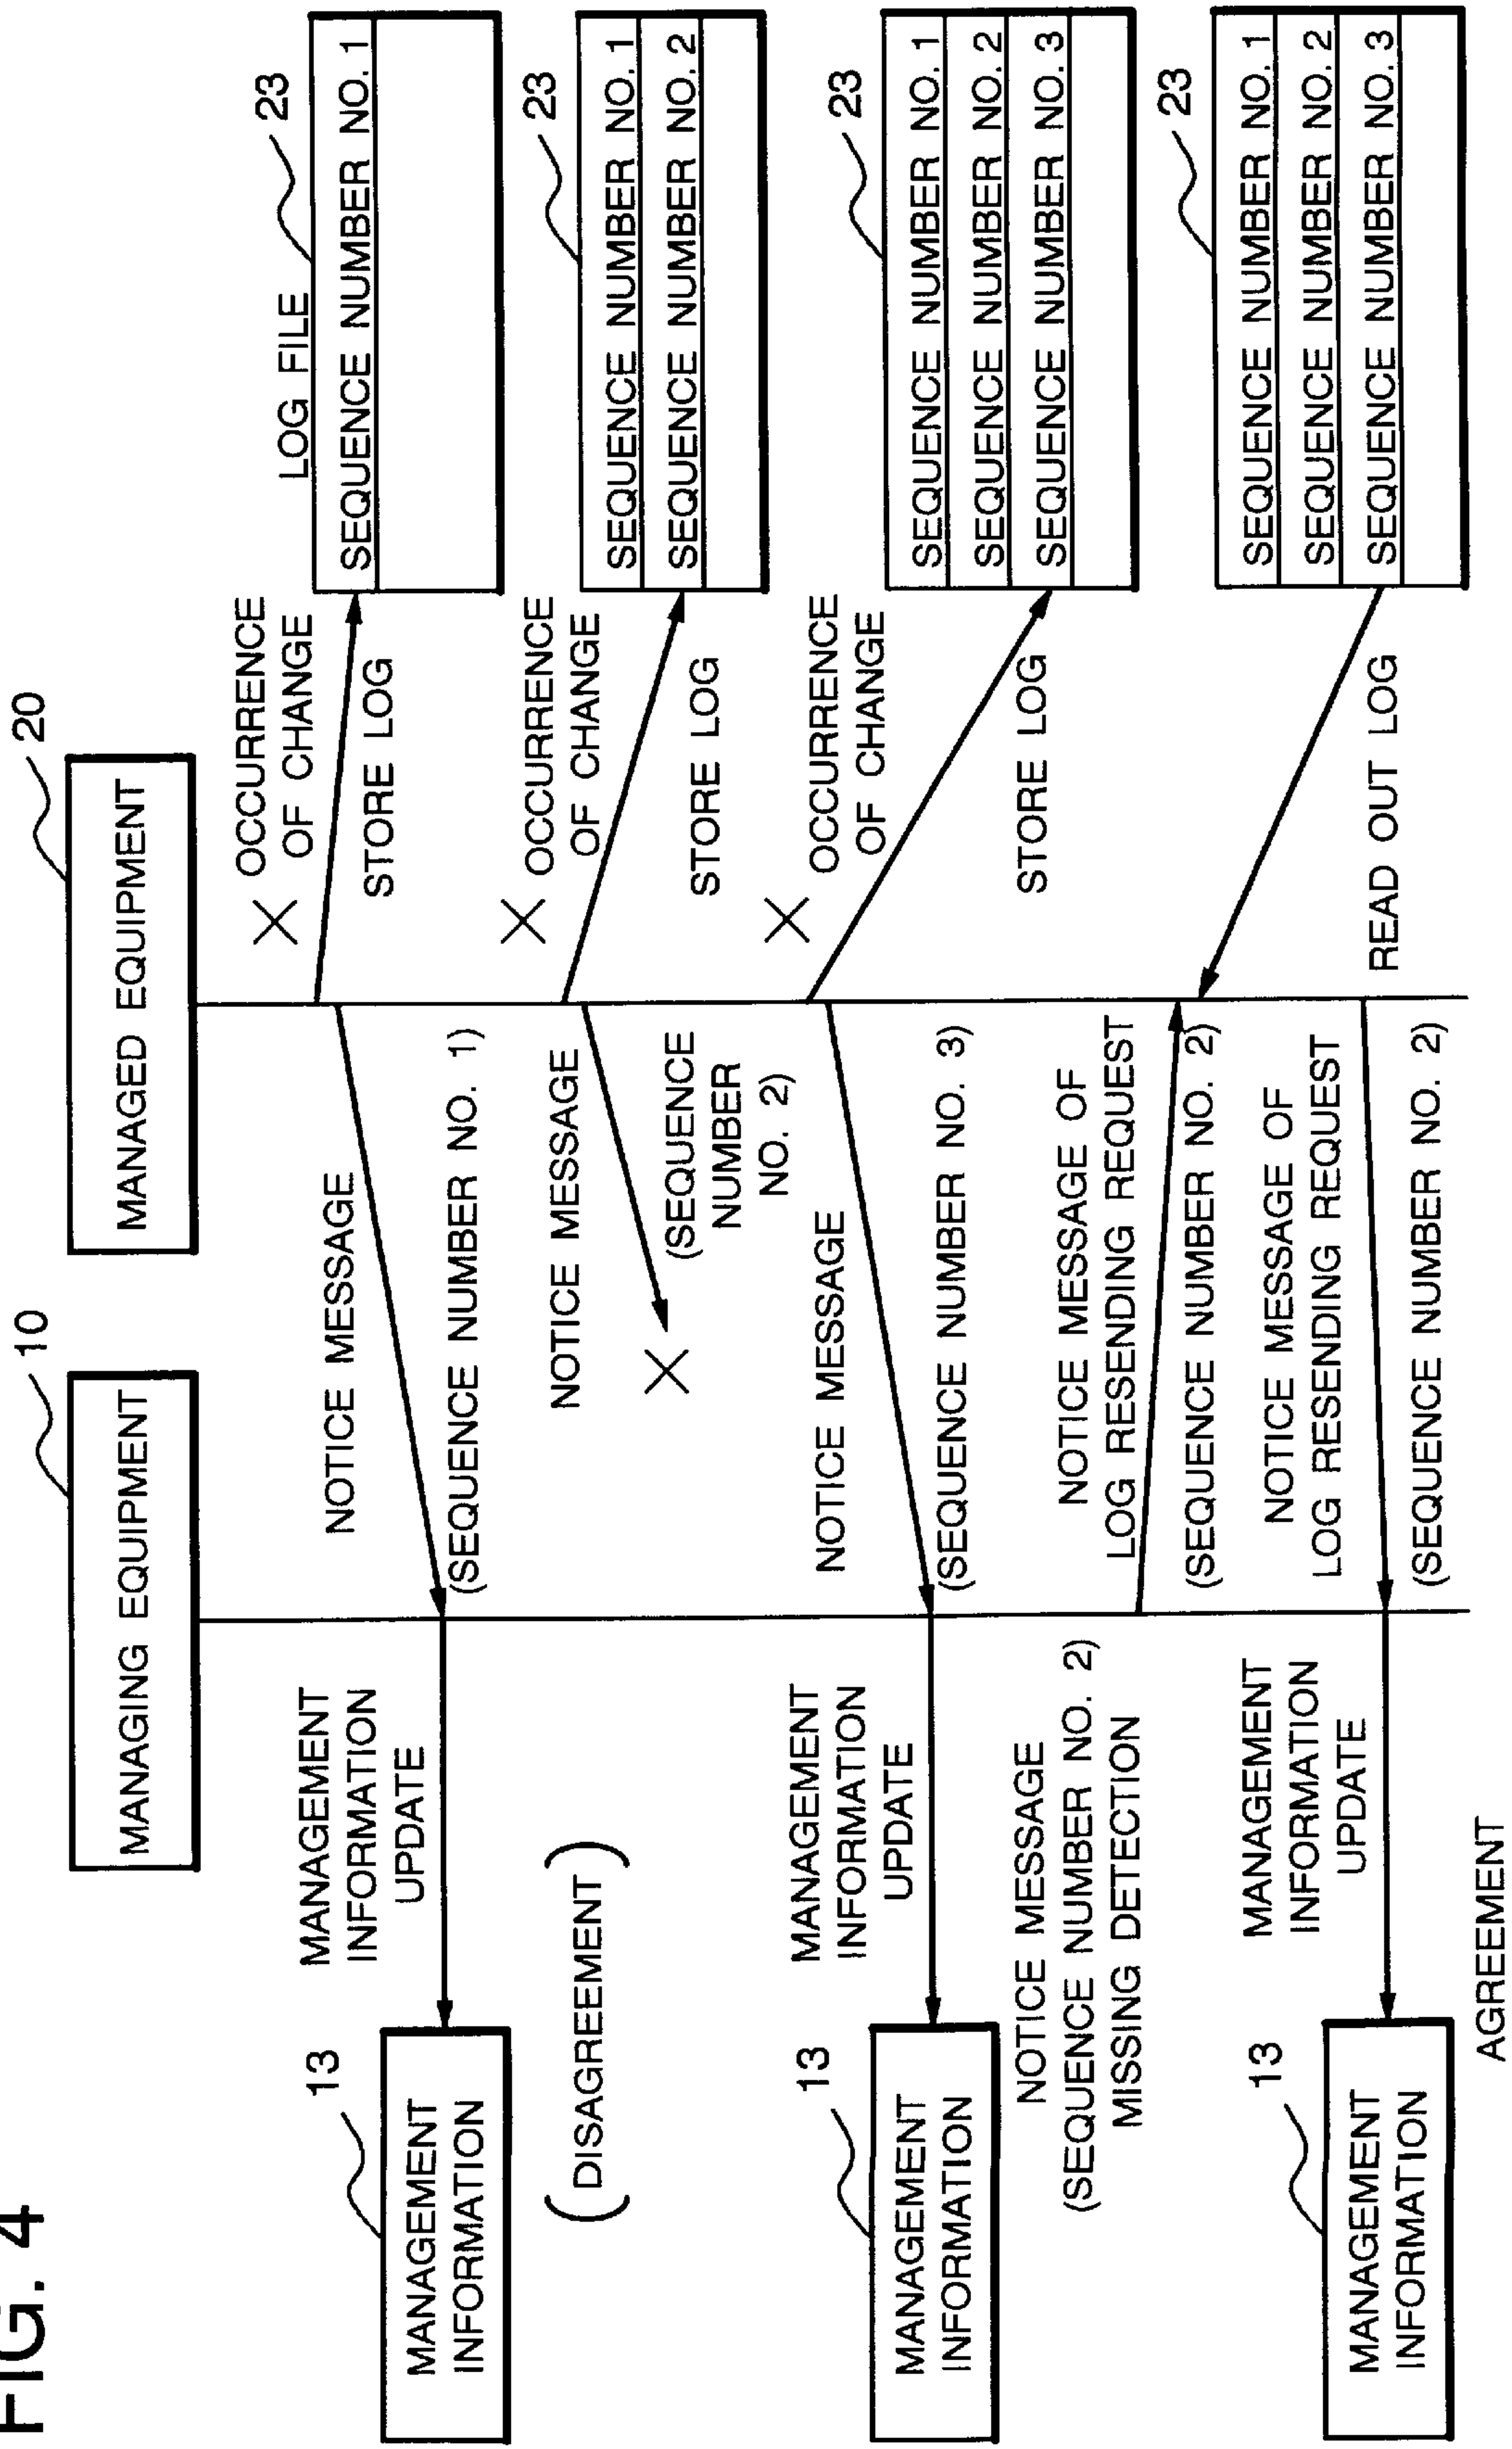 FIG. 4
MANAGING EQUIPMENT
10
MANAGED EQUIPMENT
20
OCCURRENCE
OF CHANGE
STORE LOG
LOG FILE
23
SEQUENCE NUMBER NO. 1
NOTICE MESSAGE
(SEQUENCE NUMBER NO. 1)
MANAGEMENT
INFORMATION
UPDATE
13
MANAGEMENT
INFORMATION
(DISAGREEMENT)
OCCURRENCE
OF CHANGE
STORE LOG
23
SEQUENCE NUMBER NO. 1
SEQUENCE NUMBER NO. 2
NOTICE MESSAGE
(SEQUENCE
NUMBER
NO. 2)
OCCURRENCE
OF CHANGE
STORE LOG
23
SEQUENCE NUMBER NO. 1
SEQUENCE NUMBER NO. 2
SEQUENCE NUMBER NO. 3
NOTICE MESSAGE
(SEQUENCE NUMBER NO. 3)
MANAGEMENT
INFORMATION
UPDATE
13
MANAGEMENT
INFORMATION
NOTICE MESSAGE
(SEQUENCE NUMBER NO. 2)
MISSING DETECTION
NOTICE MESSAGE OF
LOG RESENDING REQUEST
(SEQUENCE NUMBER NO. 2)
23
SEQUENCE NUMBER NO. 1
SEQUENCE NUMBER NO. 2
SEQUENCE NUMBER NO. 3
READ OUT LOG
NOTICE MESSAGE OF
LOG RESENDING REQUEST
(SEQUENCE NUMBER NO. 2)
MANAGEMENT
INFORMATION
UPDATE
13
MANAGEMENT
INFORMATION
AGREEMENT